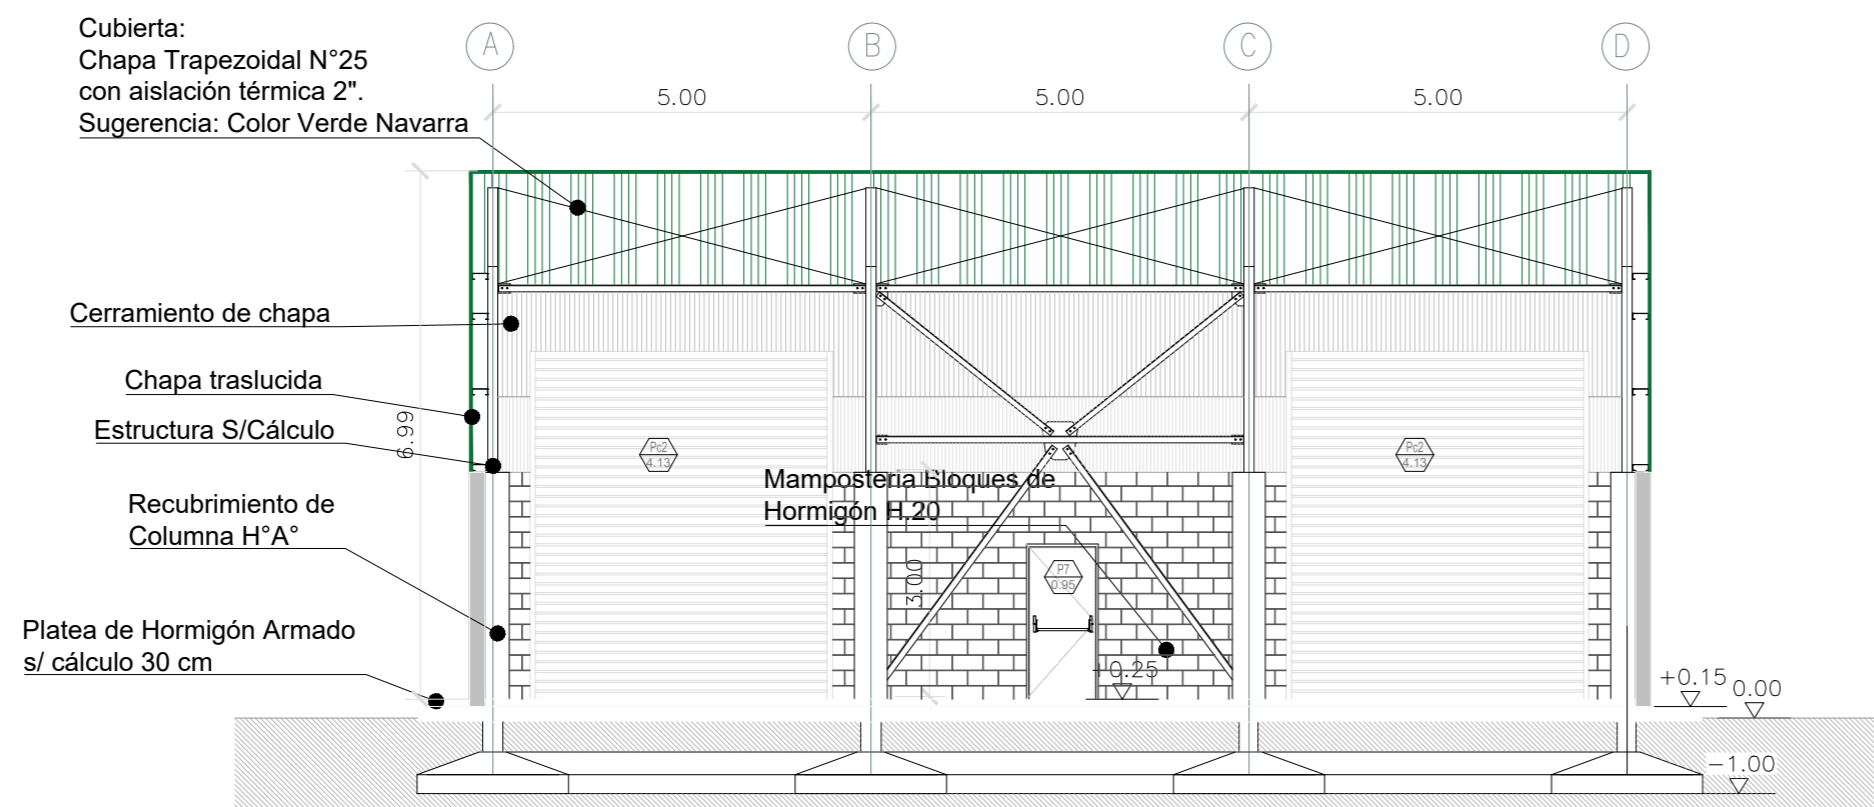 Cubierta:
Chapa Trapezoidal N°25
con aislación térmica 2".
Sugerencia: Color Verde Navarra
A
B
C
D
5.00
5.00
5.00
Cerramiento de chapa
Chapa traslucida
6.99
Estructura S/Cálculo
Pc2
4.13
Pc2
4.13
Mampostería Bloques de
Hormigón H.20
Recubrimiento de
Columna H°A°
3.00
P7
0.95
Platea de Hormigón Armado
s/ cálculo 30 cm
+0.25
+0.15
0.00
-1.00